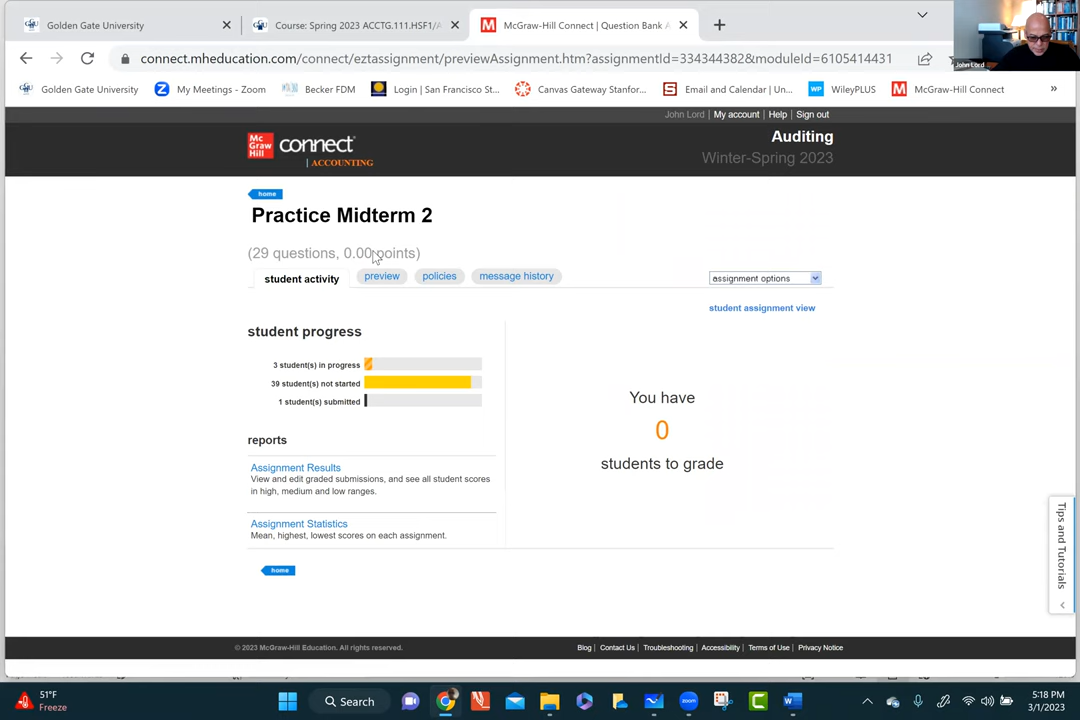 Golden Gate University
Course: Spring 2023 ACCTG.111.HSF1/
McGraw-Hill Connect | Question Bank A
connect.mheducation.com/connect/eztassignment/previewAssignment.htm?assignmentId=334344382&moduleId=6105414431
John Lord
Golden Gate University
My Meetings - Zoom
Becker FDM
Login | San Francisco St...
Canvas Gateway Stanfor...
Email and Calendar | Un...
WP WileyPLUS
M McGraw-Hill Connect
»
John Lord | My account | Help | Sign out
Mc Graw Hill connect
| ACCOUNTING
Auditing
Winter-Spring 2023
home
Practice Midterm 2
(29 questions, 0.00 points)
student activity
preview
policies
message history
assignment options
student assignment view
student progress
3 student(s) in progress
39 student(s) not started
1 student(s) submitted
You have
0
students to grade
reports
Assignment Results
View and edit graded submissions, and see all student scores
in high, medium and low ranges.
Assignment Statistics
Mean, highest, lowest scores on each assignment.
home
Tips and Tutorials
© 2023 McGraw-Hill Education. All rights reserved.
Blog | Contact Us | Troubleshooting | Accessibility | Terms of Use | Privacy Notice
51°F
Freeze
Search
zoom
5:18 PM
3/1/2023